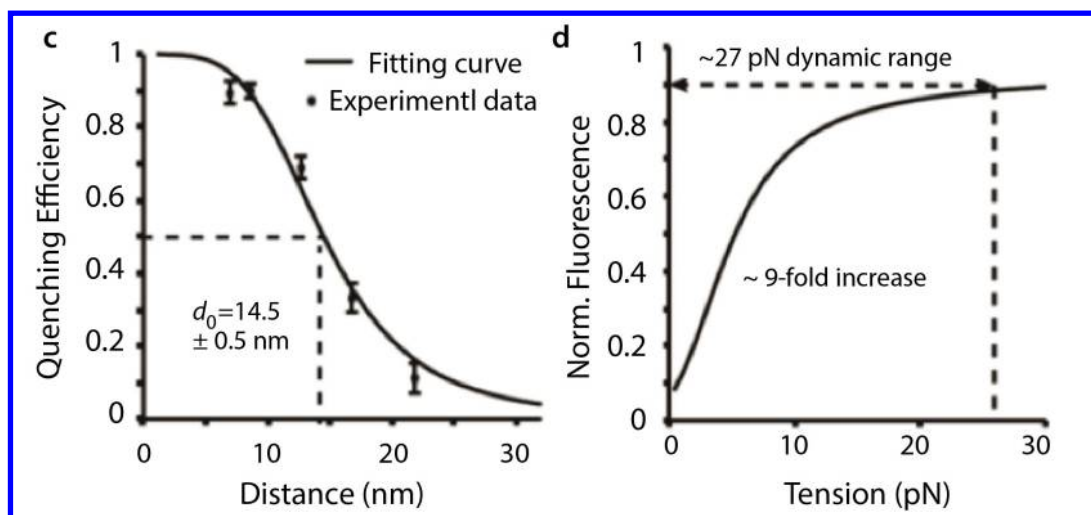 c
1
0.8
0.6
0.4
0.2
0
Quenching Efficiency
Fitting curve
Experimentl data
d₀=14.5
± 0.5 nm
0
10
20
30
Distance (nm)
d
1
0.8
0.6
0.4
0.2
0
Norm. Fluorescence
~27 pN dynamic range
~ 9-fold increase
0
10
20
30
Tension (pN)